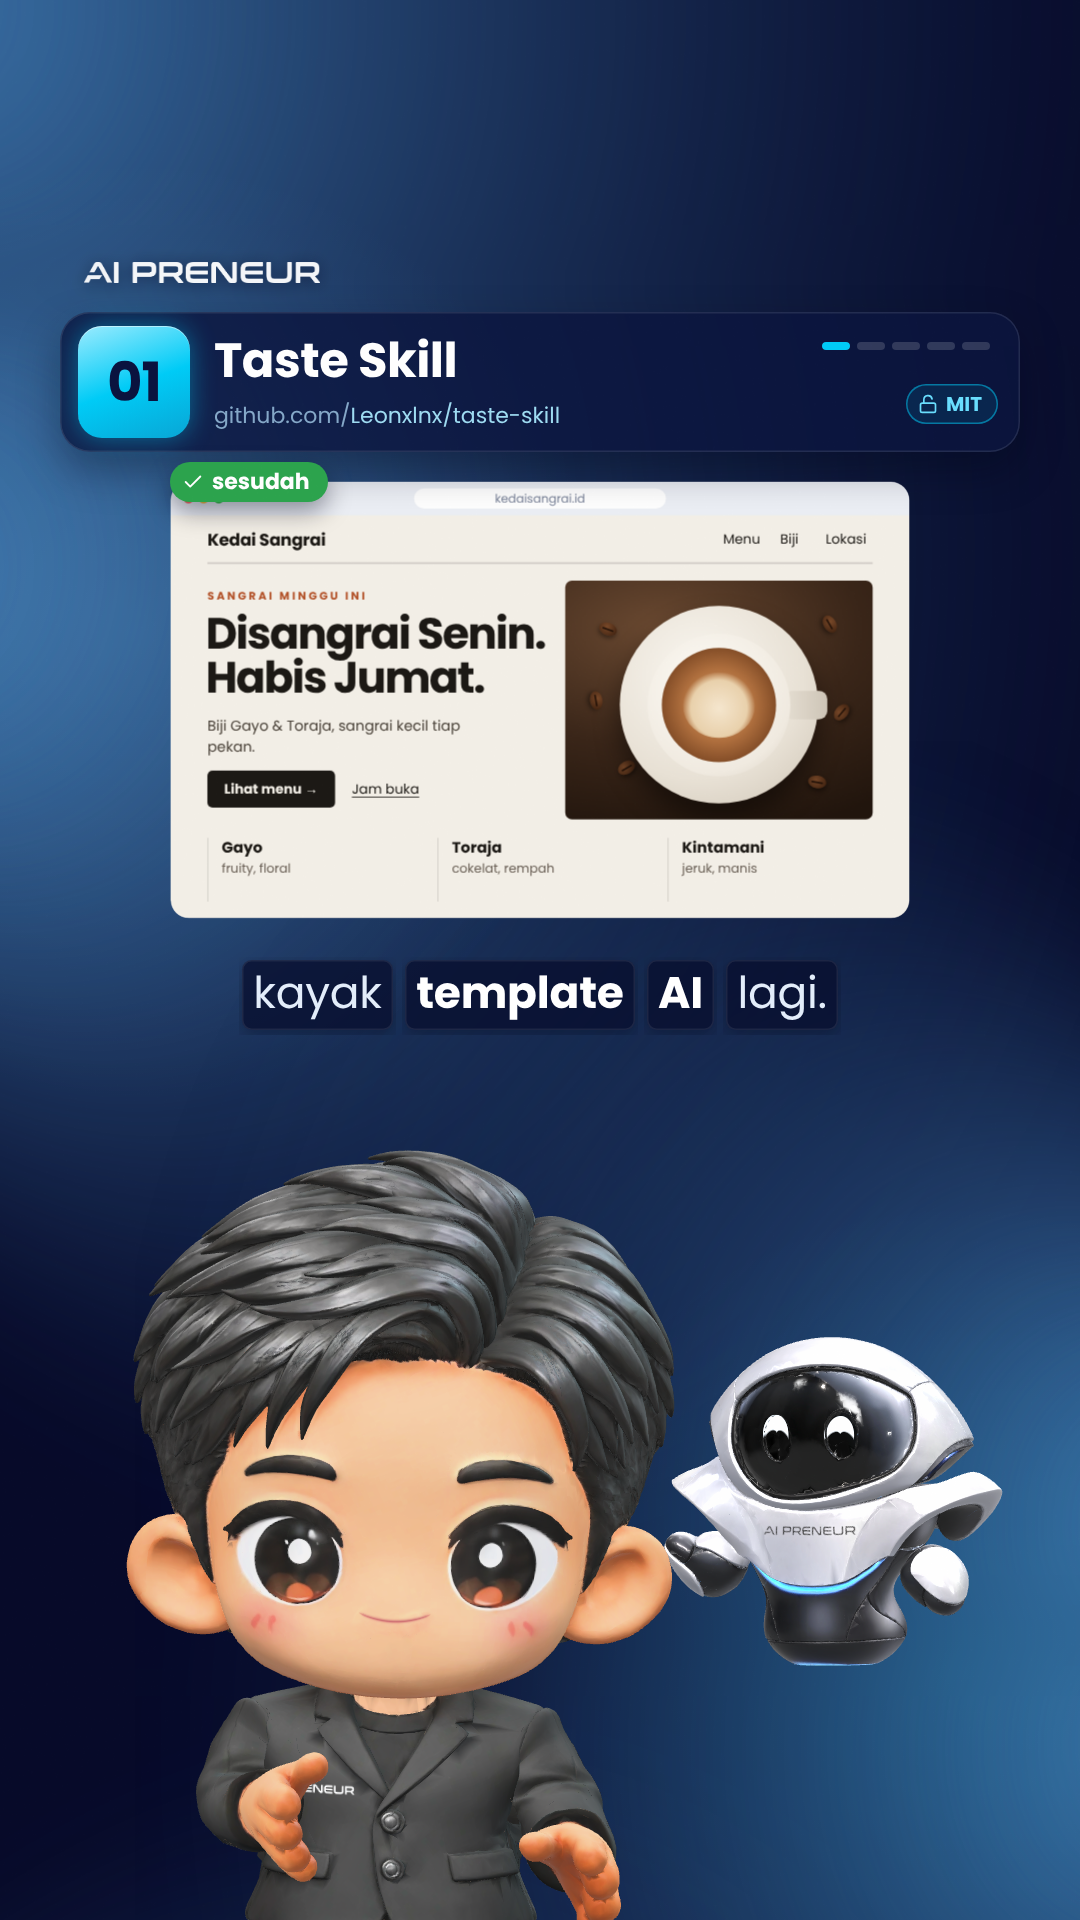 AI PRENEUR
01
Taste Skill
github.com/Leonxlnx/taste-skill
MIT
sesudah
kedaisangrai.id
Kedai Sangrai
Menu Biji Lokasi
SANGRAI MINGGU INI
Disangrai Senin.
Habis Jumat.
Biji Gayo & Toraja, sangrai kecil tiap
pekan.
Lihat menu → Jam buka
Gayo
fruity, floral
Toraja
cokelat, rempah
Kintamani
jeruk, manis
kayak template AI lagi.
AI PRENEUR
ENEUR